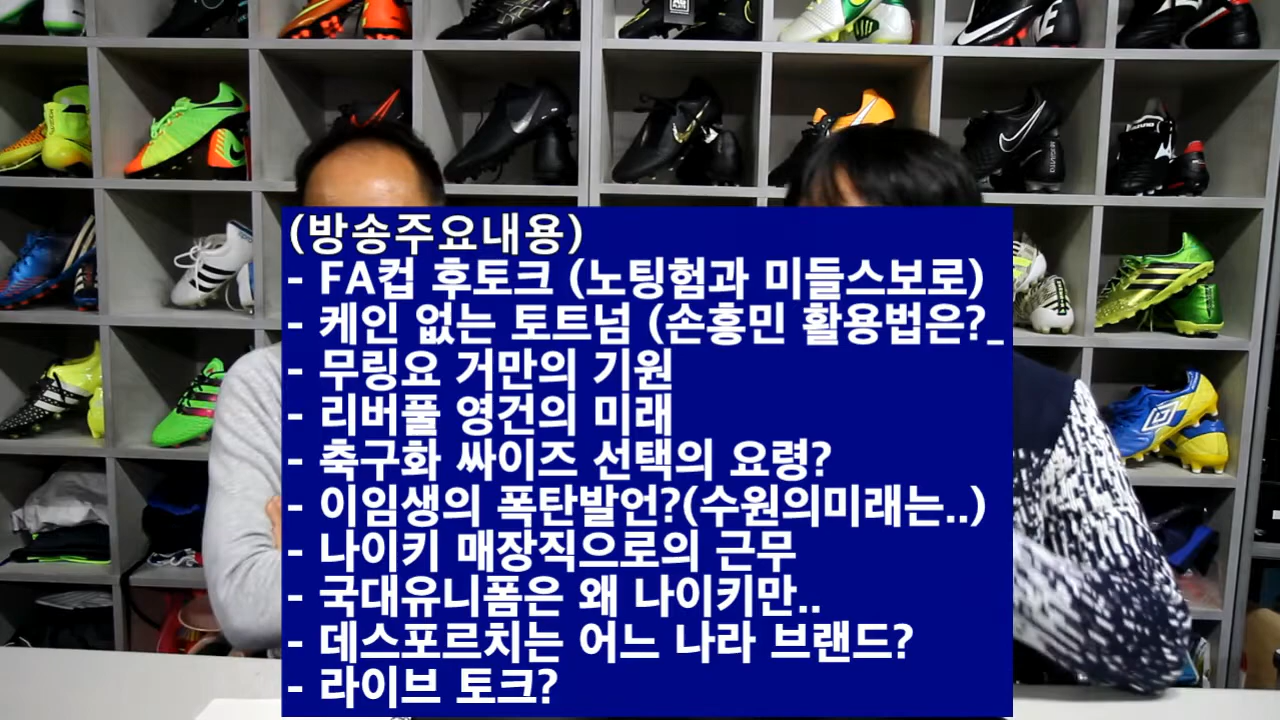 (방송주요내용)
- FA컵 후토크 (노팅험과 미들스보로)
- 케인 없는 토트넘 (손흥민 활용법은?_
- 무링요 거만의 기원
- 리버풀 영건의 미래
- 축구화 싸이즈 선택의 요령?
- 이임생의 폭탄발언?(수원의미래는..)
- 나이키 매장직으로의 근무
- 국대유니폼은 왜 나이키만..
- 데스포르치는 어느 나라 브랜드?
- 라이브 토크?